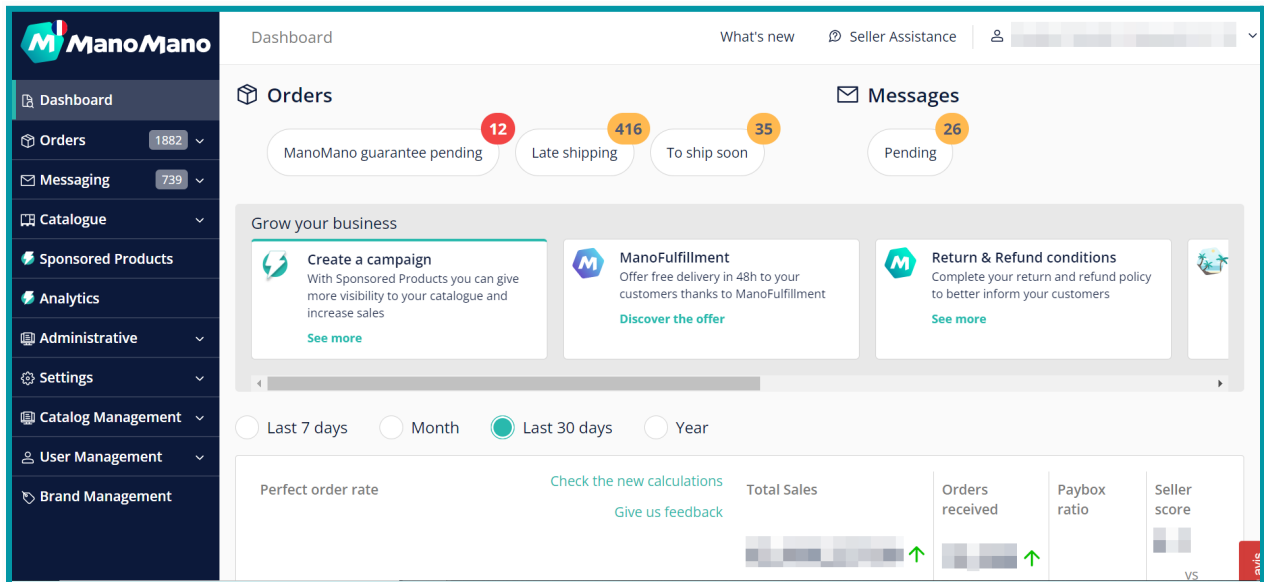 ManoMano
Dashboard
Orders 1882
Messaging 739
Catalogue
Sponsored Products
Analytics
Administrative
Settings
Catalog Management
User Management
Brand Management
Dashboard
What's new
Seller Assistance
Orders
12
ManoMano guarantee pending
416
Late shipping
35
To ship soon
Messages
26
Pending
Grow your business
Create a campaign
With Sponsored Products you can give
more visibility to your catalogue and
increase sales
See more
ManoFulfillment
Offer free delivery in 48h to your
customers thanks to ManoFulfillment
Discover the offer
Return & Refund conditions
Complete your return and refund policy
to better inform your customers
See more
Last 7 days
Month
Last 30 days
Year
Perfect order rate
Check the new calculations
Give us feedback
Total Sales
Orders
received
Paybox
ratio
Seller
score
vs
avis